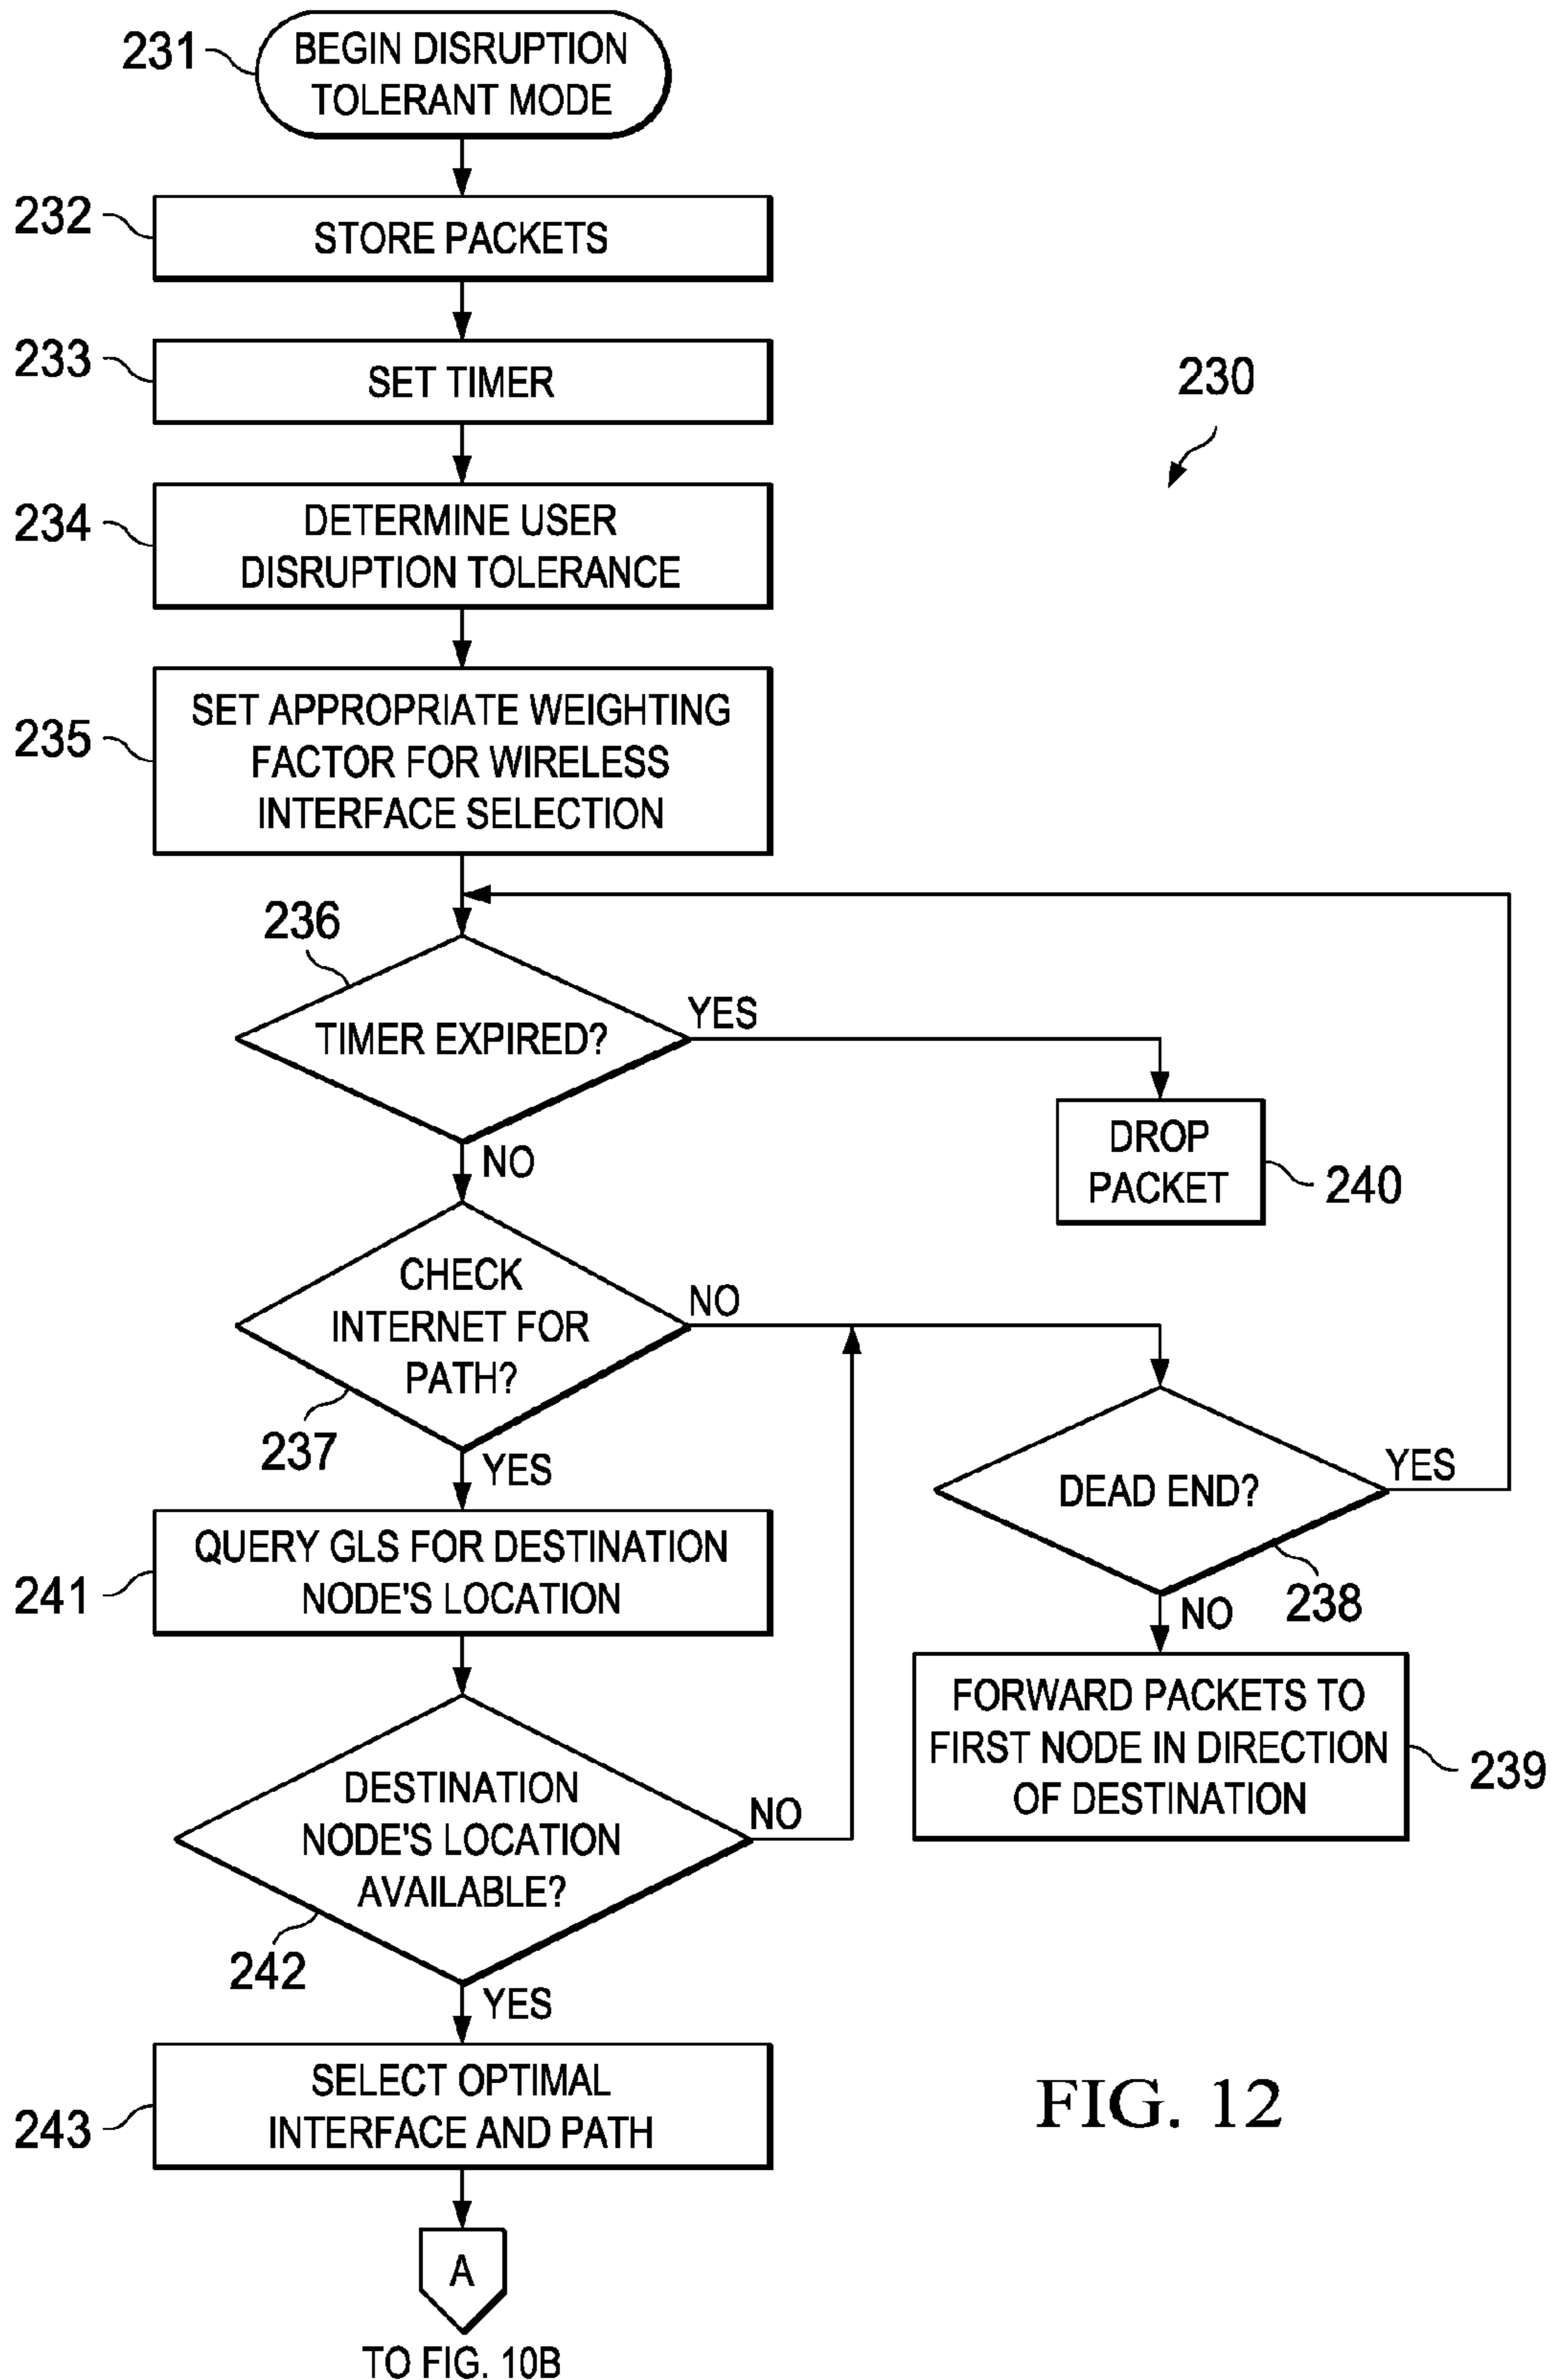 231
BEGIN DISRUPTION
TOLERANT MODE
232
STORE PACKETS
233
SET TIMER
230
234
DETERMINE USER
DISRUPTION TOLERANCE
235
SET APPROPRIATE WEIGHTING
FACTOR FOR WIRELESS
INTERFACE SELECTION
236
TIMER EXPIRED?
YES
NO
DROP
PACKET
240
CHECK
INTERNET FOR
PATH?
NO
237
YES
DEAD END?
YES
238
NO
241
QUERY GLS FOR DESTINATION
NODE'S LOCATION
FORWARD PACKETS TO
FIRST NODE IN DIRECTION
OF DESTINATION
239
DESTINATION
NODE'S LOCATION
AVAILABLE?
NO
242
YES
243
SELECT OPTIMAL
INTERFACE AND PATH
FIG. 12
A
TO FIG. 10B